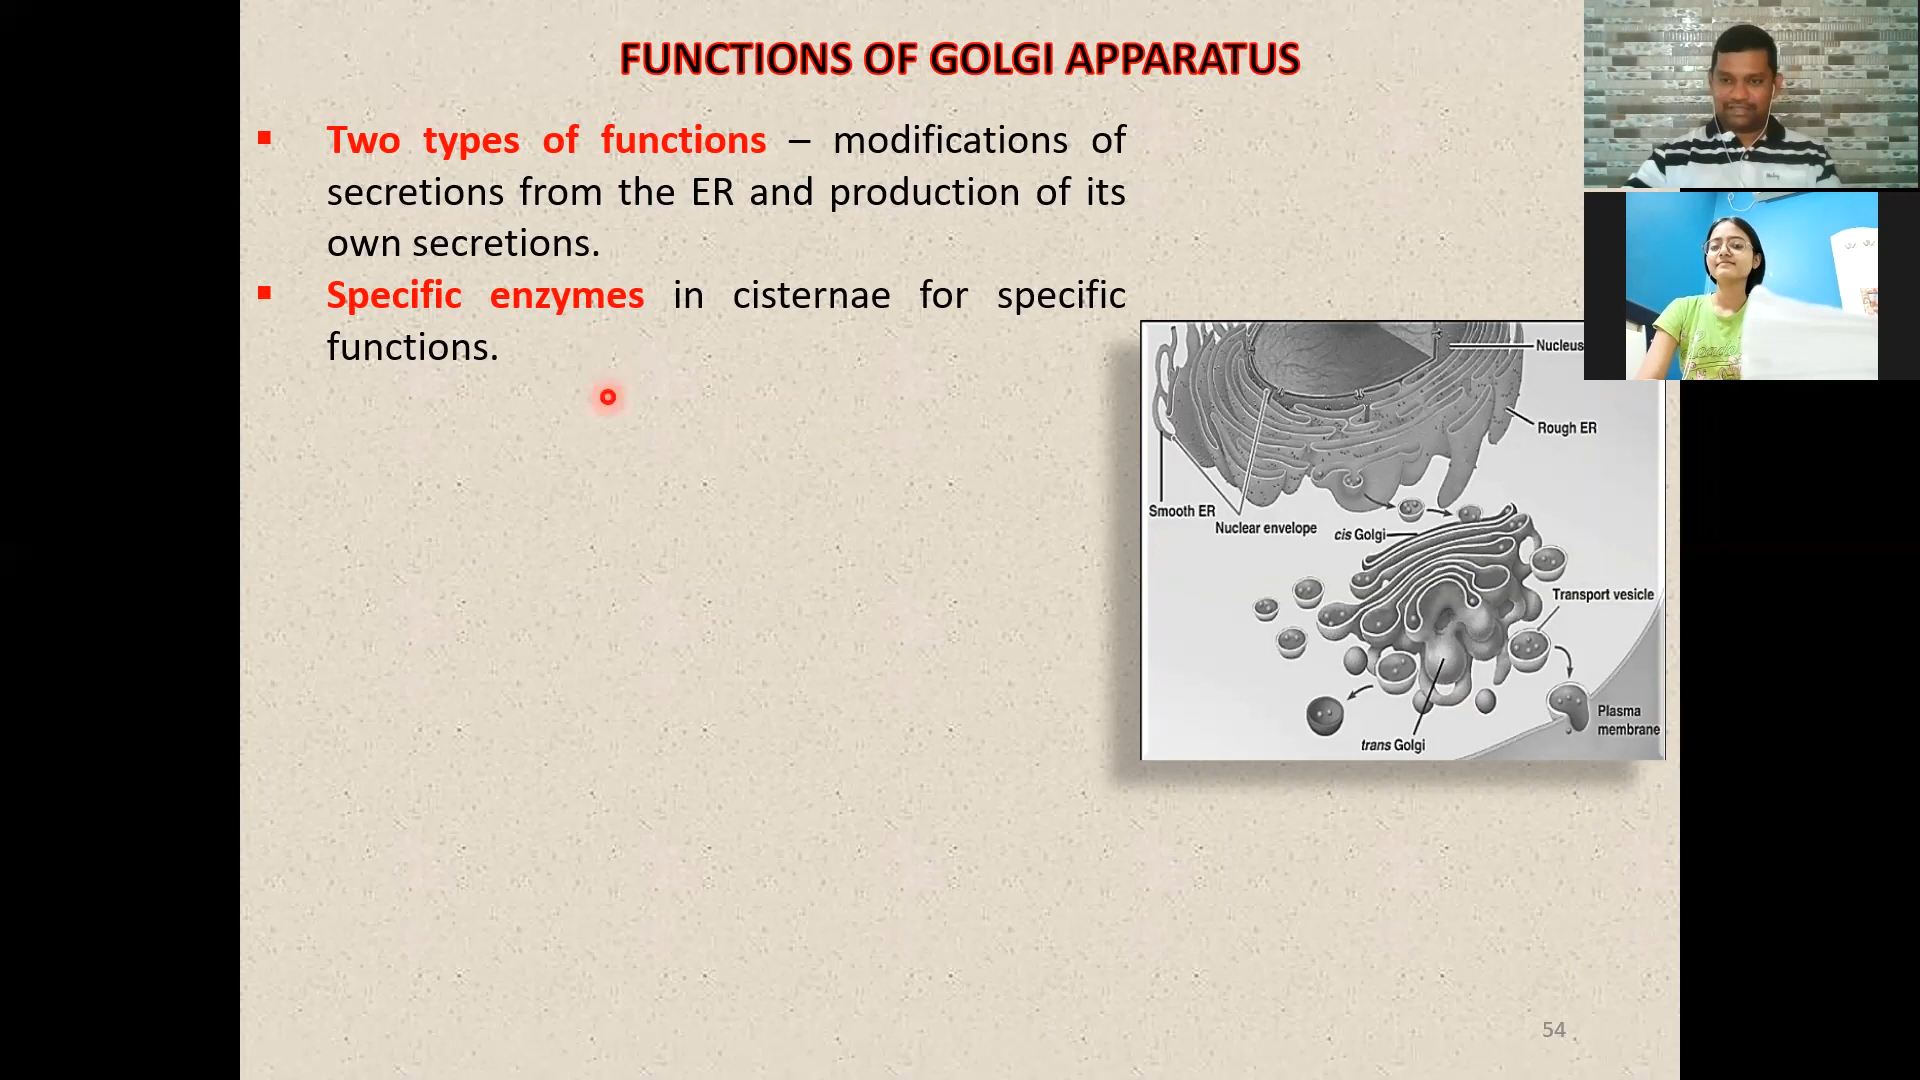 FUNCTIONS OF GOLGI APPARATUS
Two types of functions – modifications of
secretions from the ER and production of its
own secretions.
Specific enzymes in cisternae for specific
functions.
Nucleus
Rough ER
Smooth ER
Nuclear envelope
cis Golgi
Transport vesicle
Plasma
membrane
trans Golgi
54